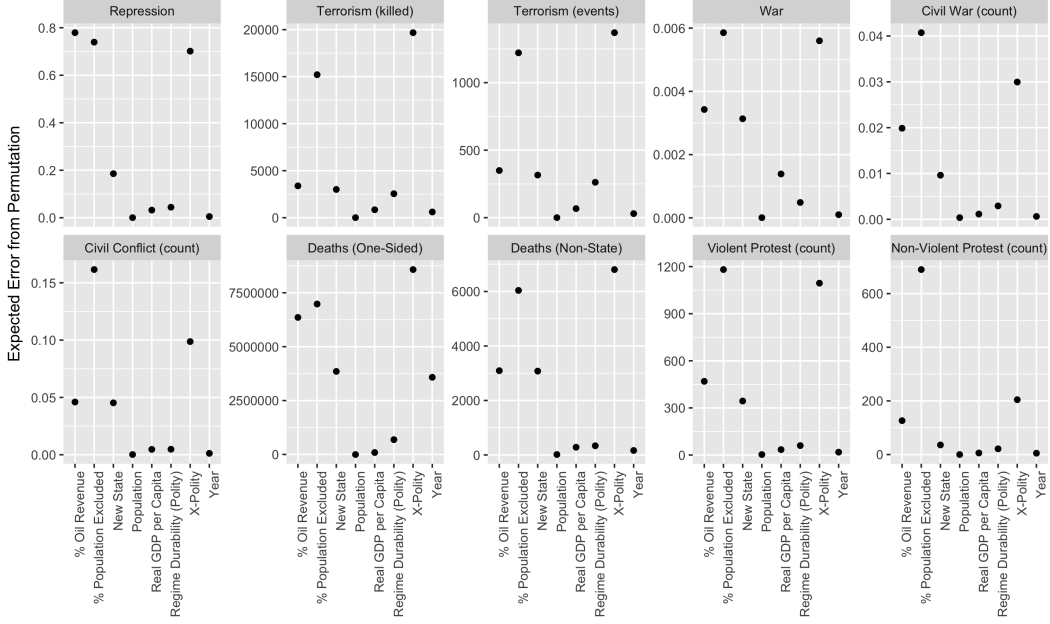 Repression
Terrorism (killed)
Terrorism (events)
War
Civil War (count)
0.8
0.6
0.4
0.2
0.0
20000
15000
10000
5000
0
1000
500
0
0.006
0.004
0.002
0.000
0.04
0.03
0.02
0.01
0.00
Expected Error from Permutation
Civil Conflict (count)
Deaths (One-Sided)
Deaths (Non-State)
Violent Protest (count)
Non-Violent Protest (count)
0.15
0.10
0.05
0.00
7500000
5000000
2500000
0
6000
4000
2000
0
1200
900
600
300
0
600
400
200
0
% Oil Revenue
% Population Excluded
New State
Population
Real GDP per Capita
Regime Durability (Polity)
X-Polity
Year
% Oil Revenue
% Population Excluded
New State
Population
Real GDP per Capita
Regime Durability (Polity)
X-Polity
Year
% Oil Revenue
% Population Excluded
New State
Population
Real GDP per Capita
Regime Durability (Polity)
X-Polity
Year
% Oil Revenue
% Population Excluded
New State
Population
Real GDP per Capita
Regime Durability (Polity)
X-Polity
Year
% Oil Revenue
% Population Excluded
New State
Population
Real GDP per Capita
Regime Durability (Polity)
X-Polity
Year